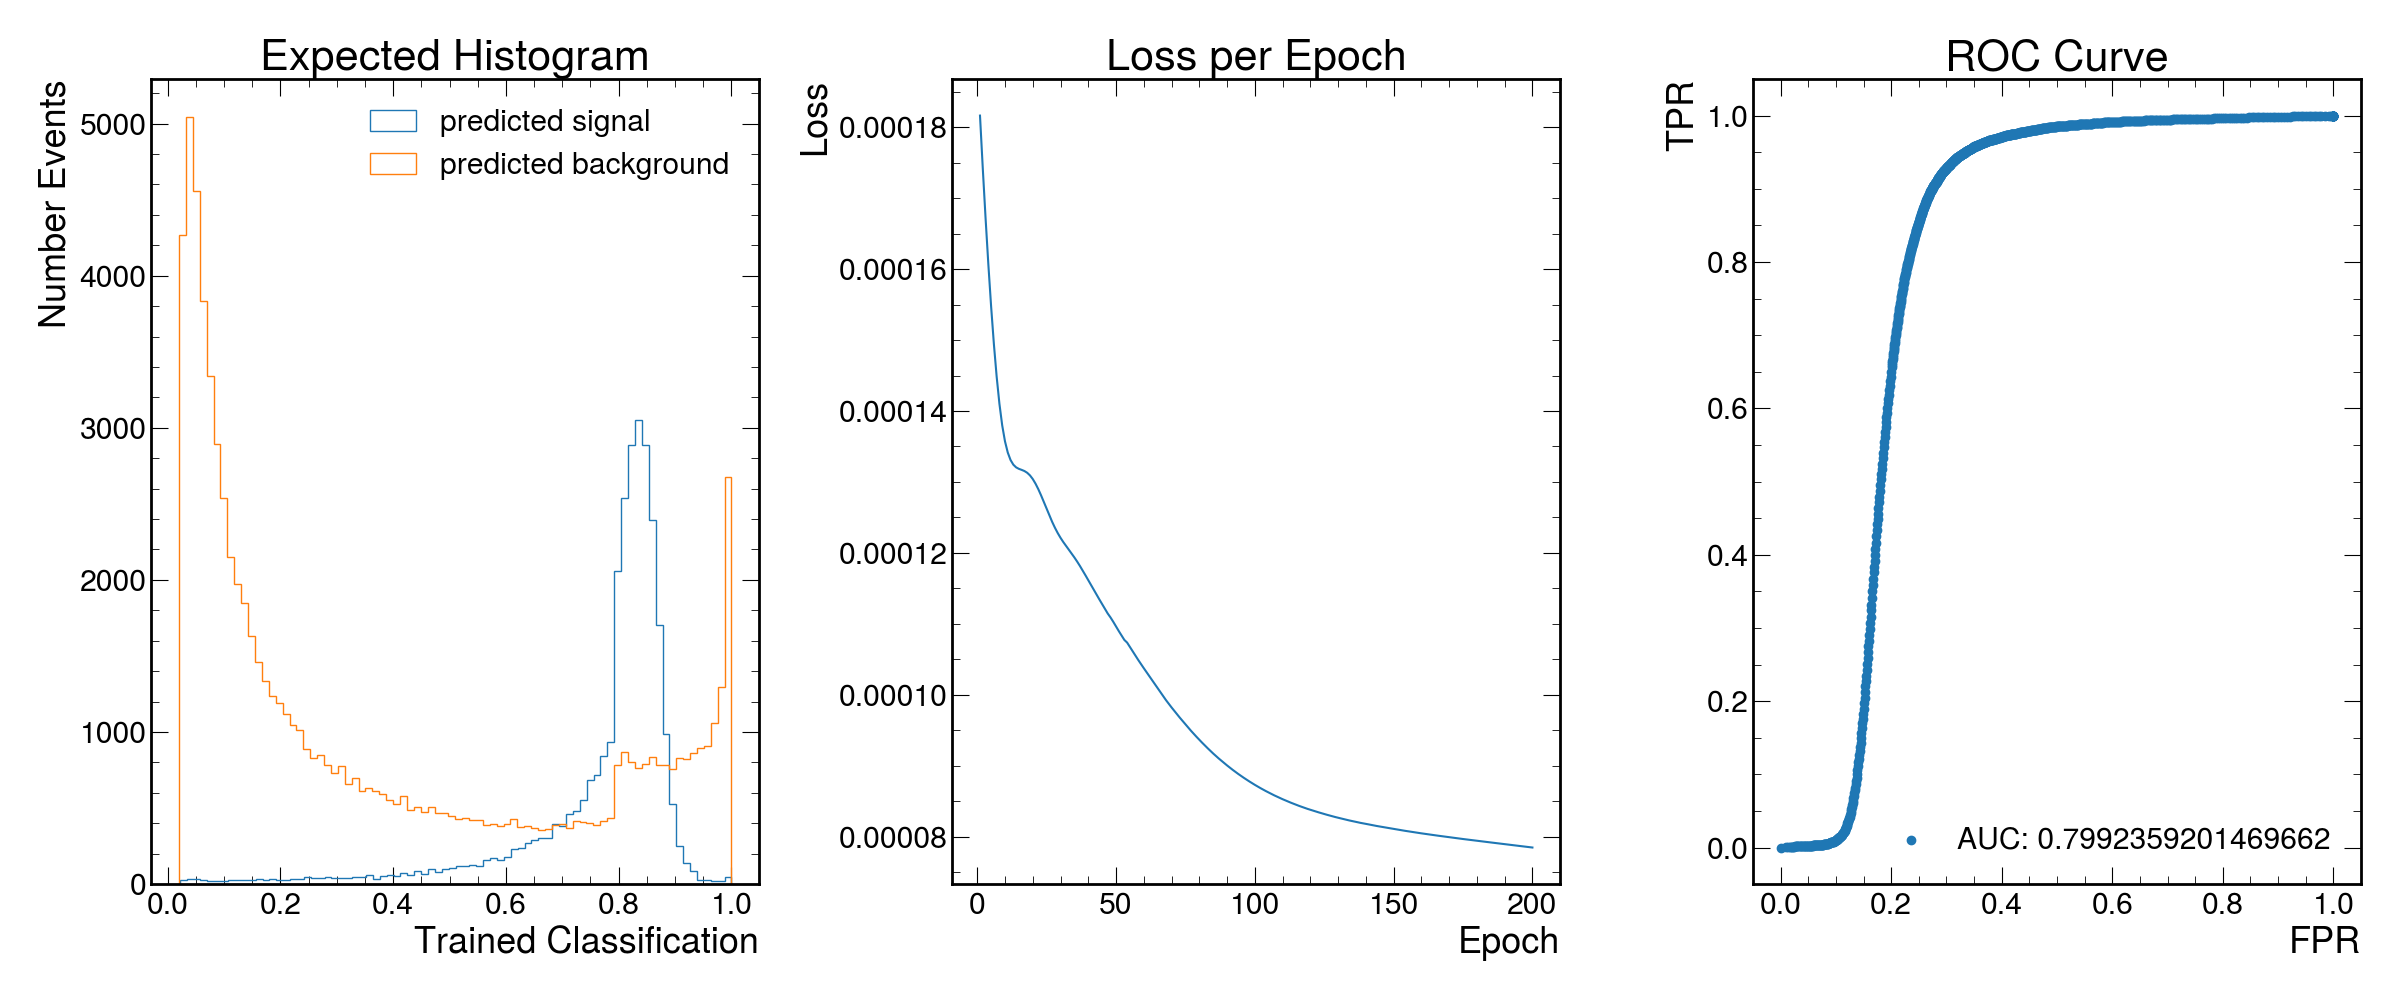 Expected Histogram
Number Events
5000
4000
3000
2000
1000
0
predicted signal
predicted background
0.0 0.2 0.4 0.6 0.8 1.0
Trained Classification
Loss per Epoch
Loss
0.00018
0.00016
0.00014
0.00012
0.00010
0.00008
0 50 100 150 200
Epoch
ROC Curve
TPR
1.0
0.8
0.6
0.4
0.2
0.0
AUC: 0.7992359201469662
0.0 0.2 0.4 0.6 0.8 1.0
FPR